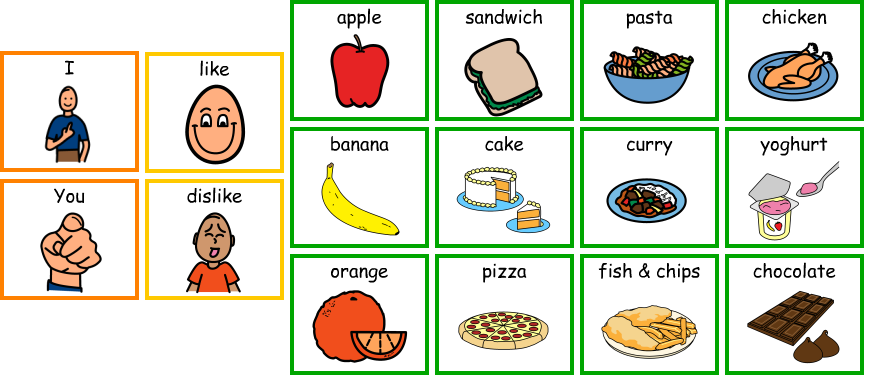 apple
sandwich
pasta
chicken
I
like
banana
cake
curry
yoghurt
You
dislike
orange
pizza
fish & chips
chocolate